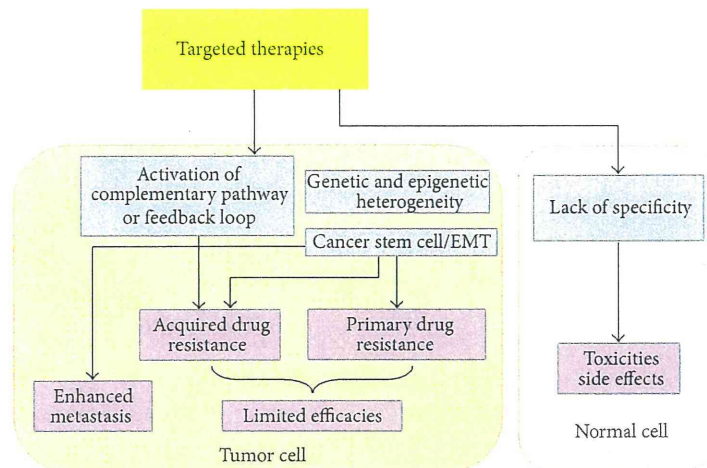 Targeted therapies
Activation of
complementary pathway
or feedback loop
Genetic and epigenetic
heterogeneity
Lack of specificity
Cancer stem cell/EMT
Acquired drug
resistance
Primary drug
resistance
Toxicities
side effects
Enhanced
metastasis
Limited efficacies
Normal cell
Tumor cell